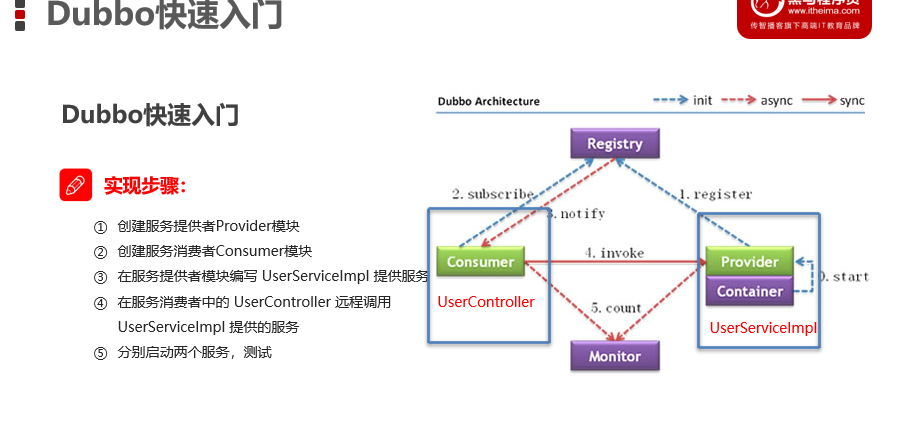 Dubbo快速入门
黑马程序员
www.itheima.com
传智播客旗下高端IT教育品牌
Dubbo快速入门
实现步骤：
① 创建服务提供者Provider模块
② 创建服务消费者Consumer模块
③ 在服务提供者模块编写 UserServiceImpl 提供服务
④ 在服务消费者中的 UserController 远程调用
UserServiceImpl 提供的服务
⑤ 分别启动两个服务，测试
Dubbo Architecture
init
async
sync
Registry
2. subscribe
3. notify
1. register
Consumer
4. invoke
Provider
Container
0. start
UserController
5. count
UserServiceImpl
Monitor